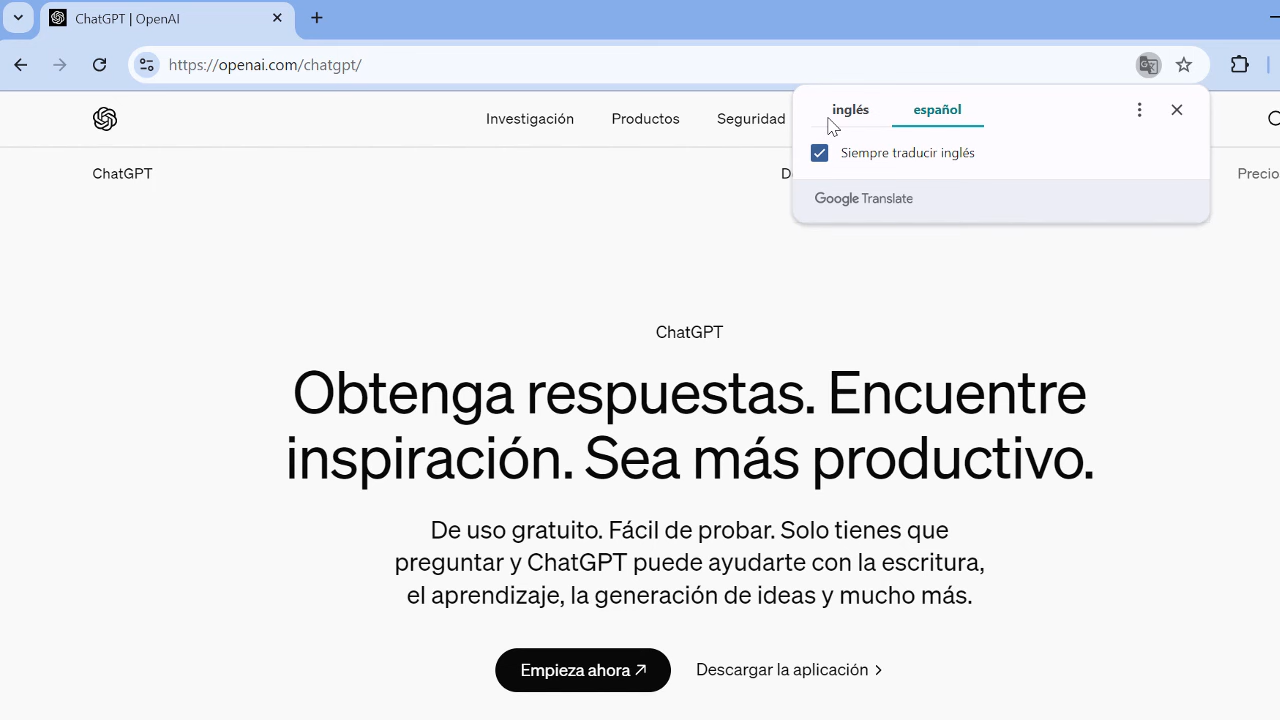 ChatGPT | OpenAI
https://openai.com/chatgpt/
inglés español
Siempre traducir inglés
Google Translate
Investigación Productos Seguridad
ChatGPT
Precio
ChatGPT
Obtenga respuestas. Encuentre
inspiración. Sea más productivo.
De uso gratuito. Fácil de probar. Solo tienes que
preguntar y ChatGPT puede ayudarte con la escritura,
el aprendizaje, la generación de ideas y mucho más.
Empieza ahora
Descargar la aplicación